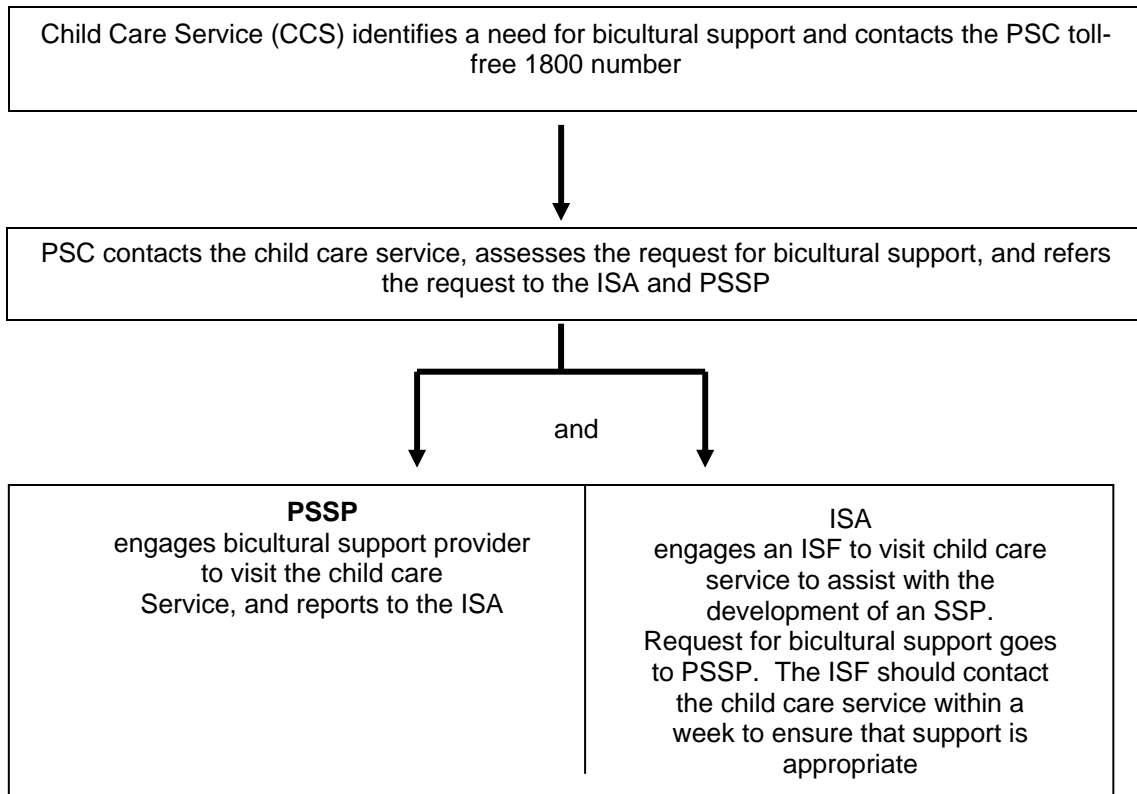 Child Care Service (CCS) identifies a need for bicultural support and contacts the PSC toll-
free 1800 number
PSC contacts the child care service, assesses the request for bicultural support, and refers
the request to the ISA and PSSP
and
PSSP
engages bicultural support provider
to visit the child care
Service, and reports to the ISA
ISA
engages an ISF to visit child care
service to assist with the
development of an SSP.
Request for bicultural support goes
to PSSP.  The ISF should contact
the child care service within a
week to ensure that support is
appropriate